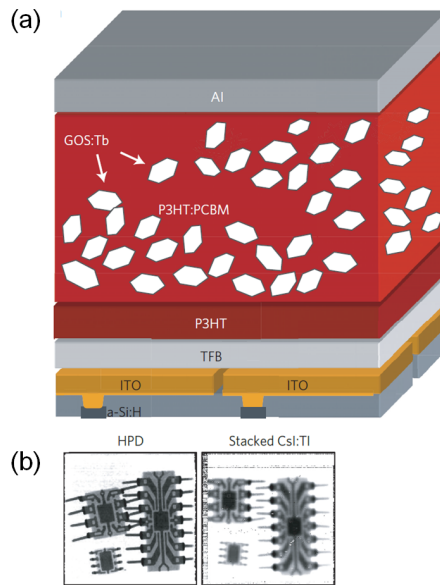 (a)
Al
GOS:Tb
P3HT:PCBM
P3HT
TFB
ITO
ITO
a-Si:H
(b)
HPD
Stacked CsI:Tl